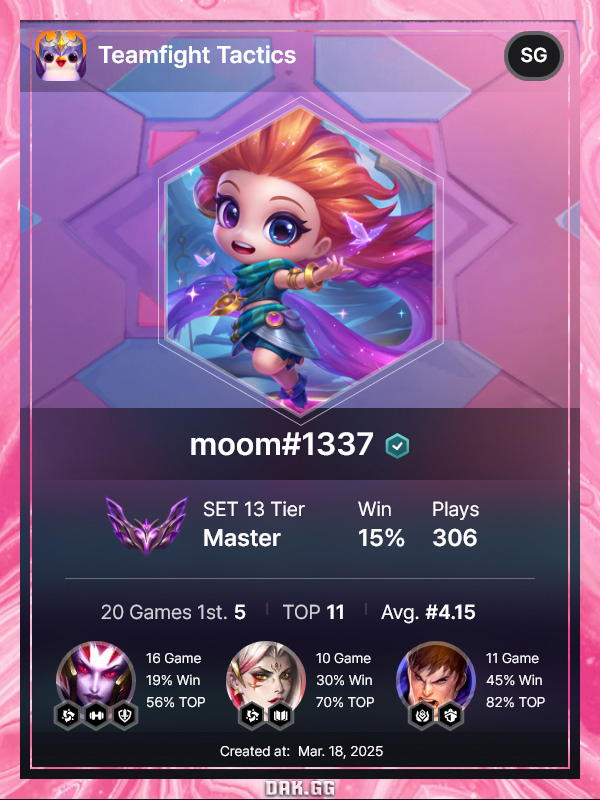 Teamfight Tactics
SG
moom#1337
SET 13 Tier Win Plays
Master 15% 306
20 Games 1st. 5 TOP 11 Avg. #4.15
16 Game 10 Game 11 Game
19% Win 30% Win 45% Win
56% TOP 70% TOP 82% TOP
Created at: Mar. 18, 2025
DAK.GG